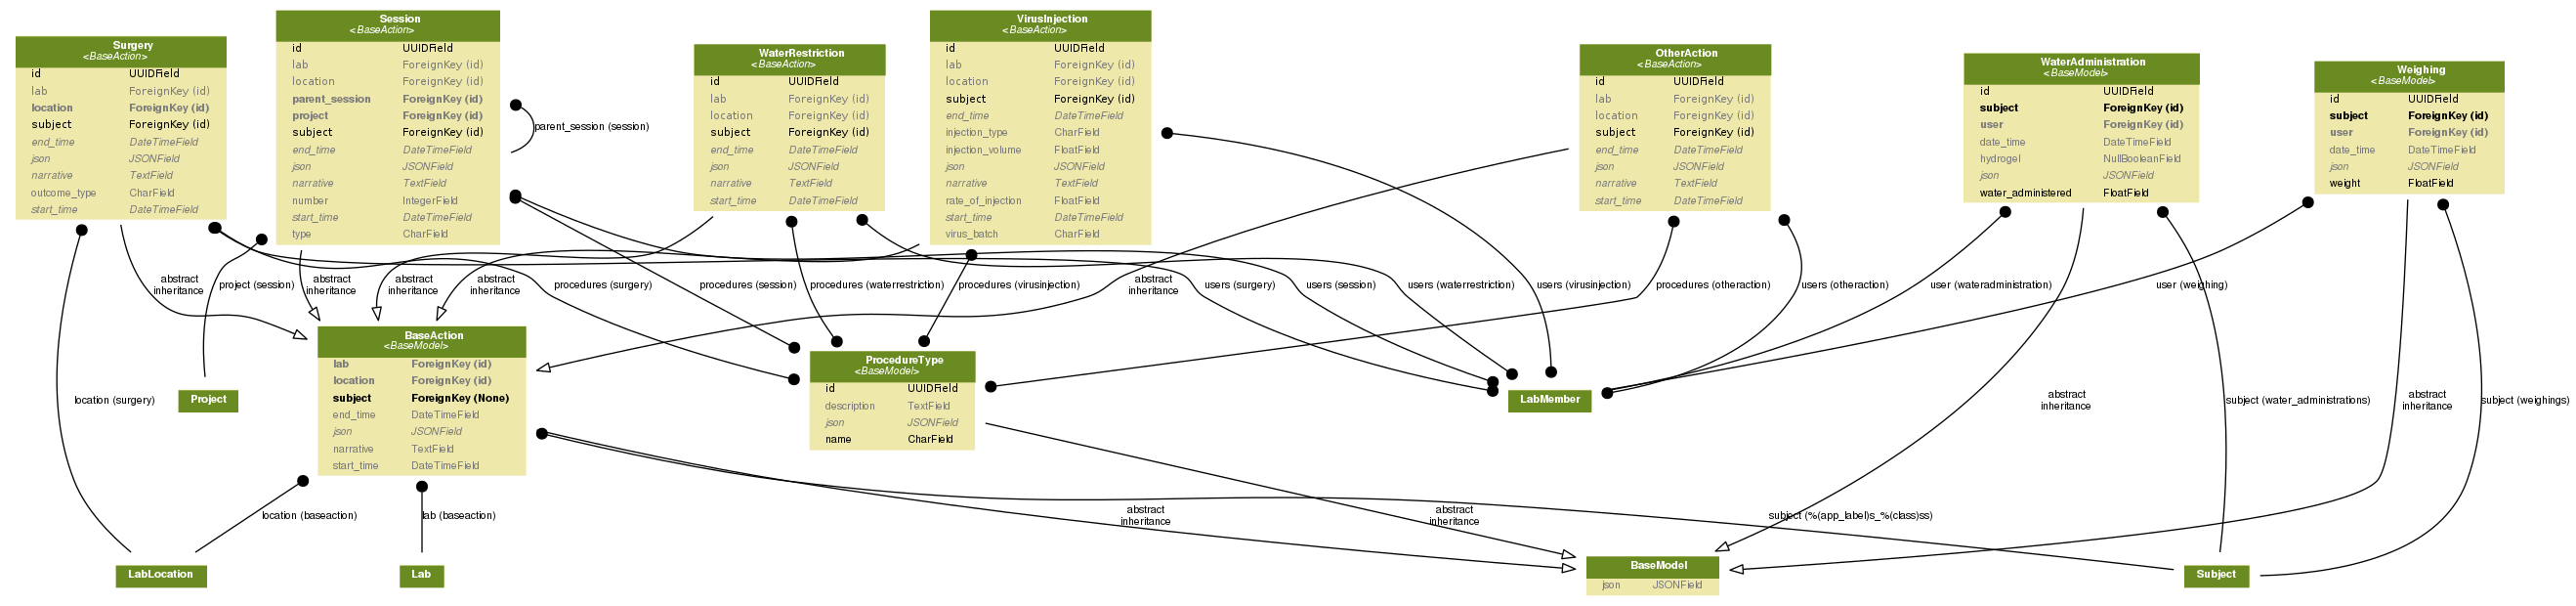 Surgery
<BaseAction>
id UUIDField
lab ForeignKey (id)
location ForeignKey (id)
subject ForeignKey (id)
end_time DateTimeField
json JSONField
narrative TextField
outcome_type CharField
start_time DateTimeField
Session
<BaseAction>
id UUIDField
lab ForeignKey (id)
location ForeignKey (id)
parent_session ForeignKey (id)
project ForeignKey (id)
subject ForeignKey (id)
end_time DateTimeField
json JSONField
narrative TextField
number IntegerField
start_time DateTimeField
type CharField
parent_session (session)
WaterRestriction
<BaseAction>
id UUIDField
lab ForeignKey (id)
location ForeignKey (id)
subject ForeignKey (id)
end_time DateTimeField
json JSONField
narrative TextField
start_time DateTimeField
VirusInjection
<BaseAction>
id UUIDField
lab ForeignKey (id)
location ForeignKey (id)
subject ForeignKey (id)
end_time DateTimeField
injection_type CharField
injection_volume FloatField
json JSONField
narrative TextField
rate_of_injection FloatField
start_time DateTimeField
virus_batch CharField
OtherAction
<BaseAction>
id UUIDField
lab ForeignKey (id)
location ForeignKey (id)
subject ForeignKey (id)
end_time DateTimeField
json JSONField
narrative TextField
start_time DateTimeField
WaterAdministration
<BaseModel>
id UUIDField
subject ForeignKey (id)
user ForeignKey (id)
date_time DateTimeField
hydrogel NullBooleanField
json JSONField
water_administered FloatField
Weighing
<BaseModel>
id UUIDField
subject ForeignKey (id)
user ForeignKey (id)
date_time DateTimeField
json JSONField
weight FloatField
abstract
inheritance
project (session)
abstract
inheritance
abstract
inheritance
abstract
inheritance
procedures (surgery)
procedures (session)
procedures (waterrestriction)
procedures (virusinjection)
abstract
inheritance
users (surgery)
users (session)
users (waterrestriction)
users (virusinjection)
procedures (otheraction)
users (otheraction)
user (wateradministration)
user (weighing)
BaseAction
<BaseModel>
lab ForeignKey (id)
location ForeignKey (id)
subject ForeignKey (None)
end_time DateTimeField
json JSONField
narrative TextField
start_time DateTimeField
ProcedureType
<BaseModel>
id UUIDField
description TextField
json JSONField
name CharField
location (surgery)
Project
LabMember
abstract
inheritance
subject (water_administrations)
abstract
inheritance
subject (weighings)
location (baseaction)
lab (baseaction)
abstract
inheritance
abstract
inheritance
subject (%(app_label)s_%(class)ss)
LabLocation
Lab
BaseModel
json JSONField
Subject